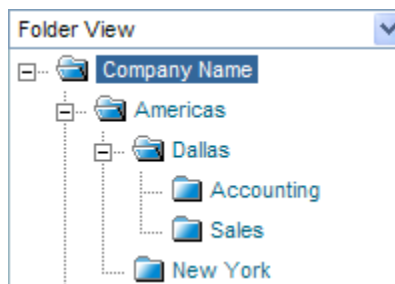 Folder View
Company Name
Americas
Dallas
Accounting
Sales
New York